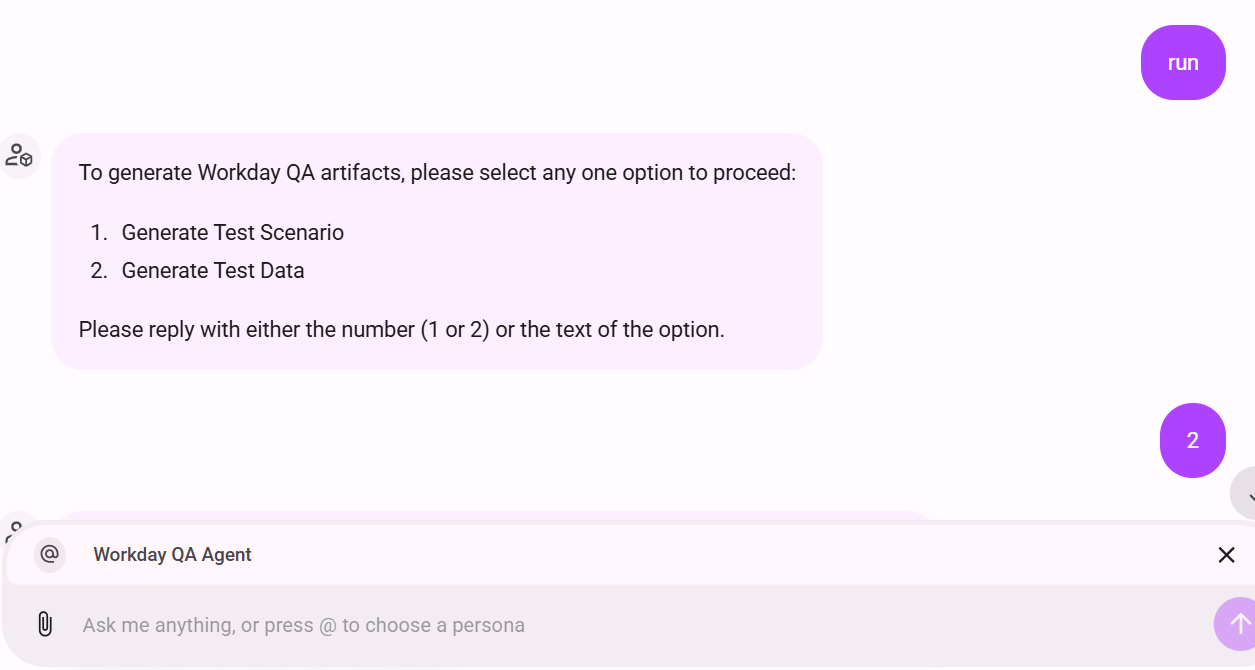 run
To generate Workday QA artifacts, please select any one option to proceed:
1. Generate Test Scenario
2. Generate Test Data
Please reply with either the number (1 or 2) or the text of the option.
2
@ Workday QA Agent
Ask me anything, or press @ to choose a persona